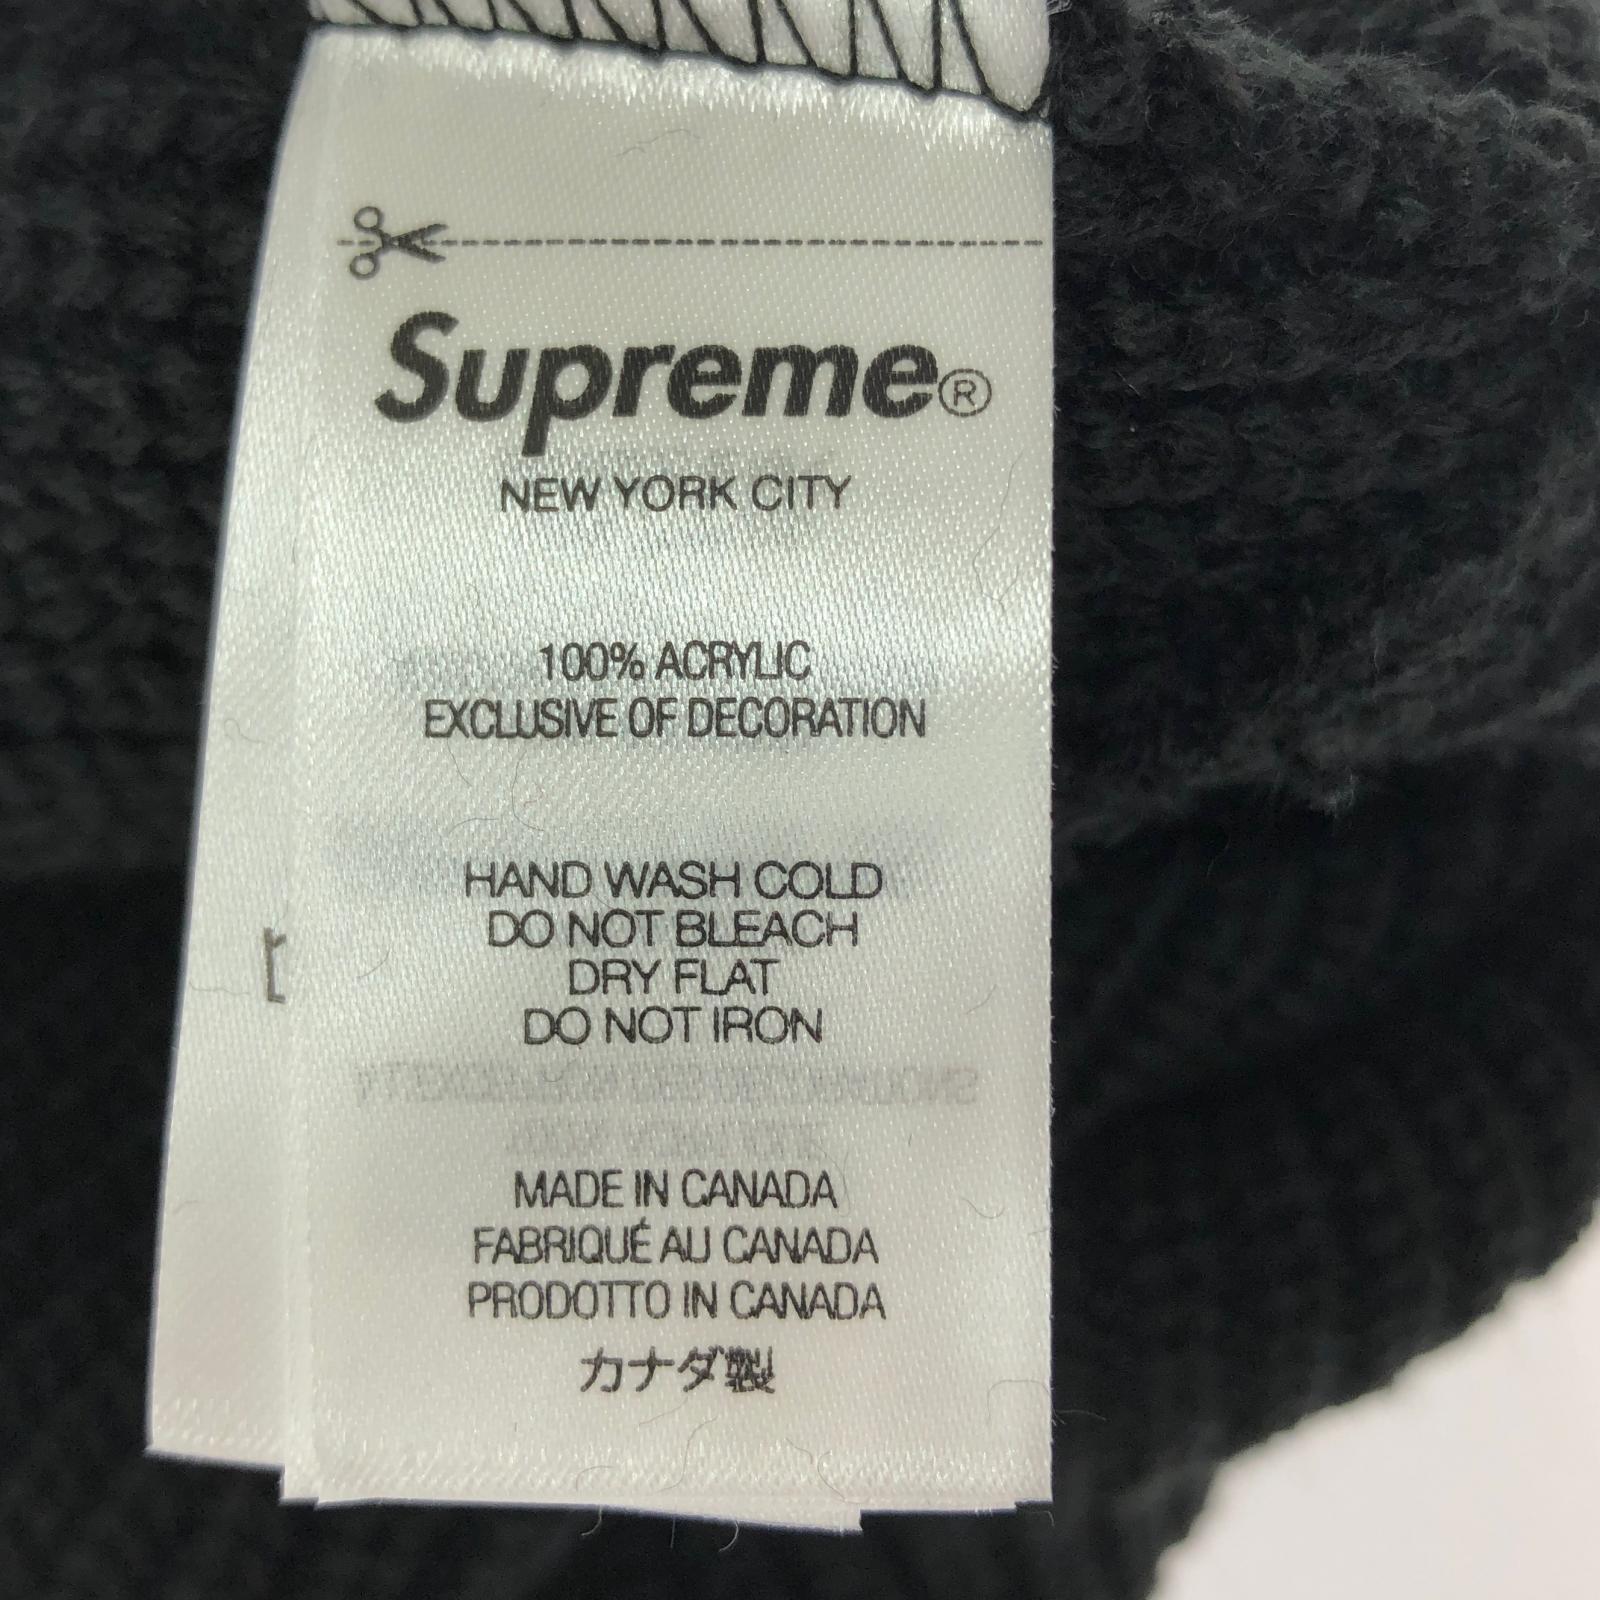 Supreme®
NEW YORK CITY
100% ACRYLIC
EXCLUSIVE OF DECORATION
HAND WASH COLD
DO NOT BLEACH
DRY FLAT
DO NOT IRON
MADE IN CANADA
FABRIQUÉ AU CANADA
PRODOTTO IN CANADA
カナダ製